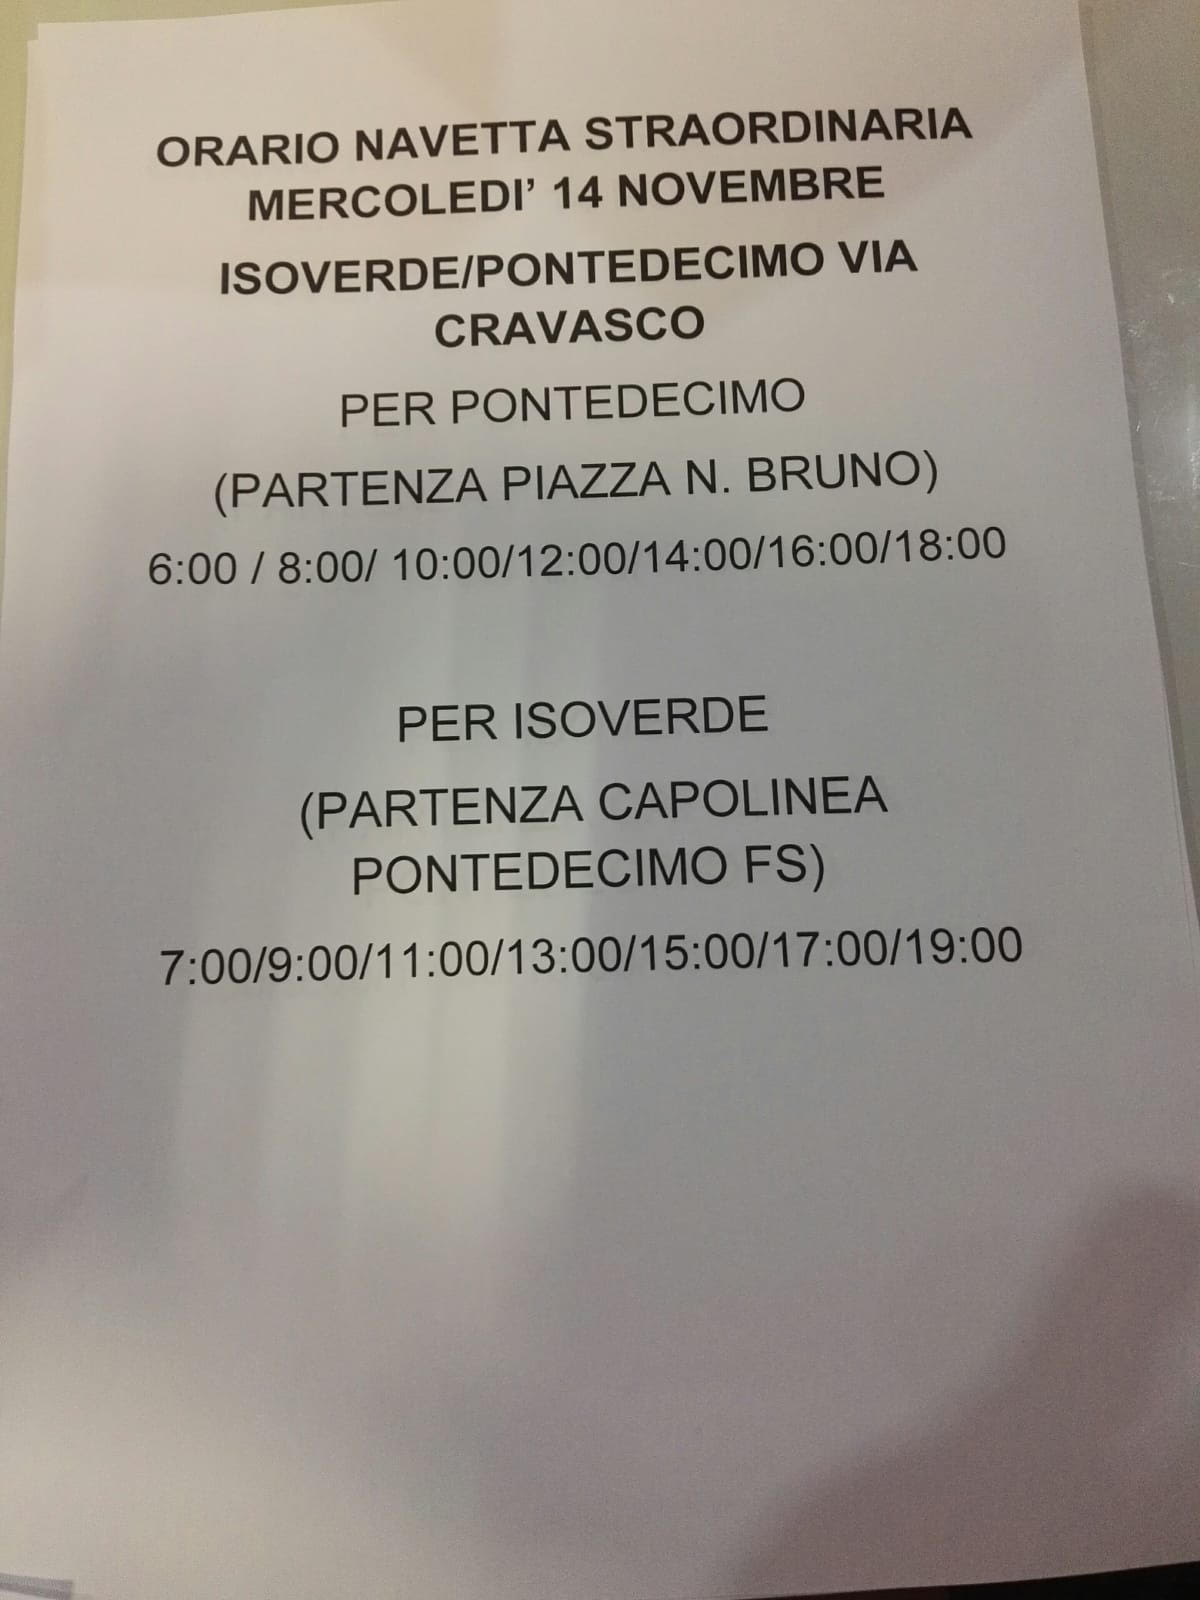 ORARIO NAVETTA STRAORDINARIA
MERCOLEDI’ 14 NOVEMBRE
ISOVERDE/PONTEDECIMO VIA
CRAVASCO
PER PONTEDECIMO
(PARTENZA PIAZZA N. BRUNO)
6:00 / 8:00/ 10:00/12:00/14:00/16:00/18:00
PER ISOVERDE
(PARTENZA CAPOLINEA
PONTEDECIMO FS)
7:00/9:00/11:00/13:00/15:00/17:00/19:00